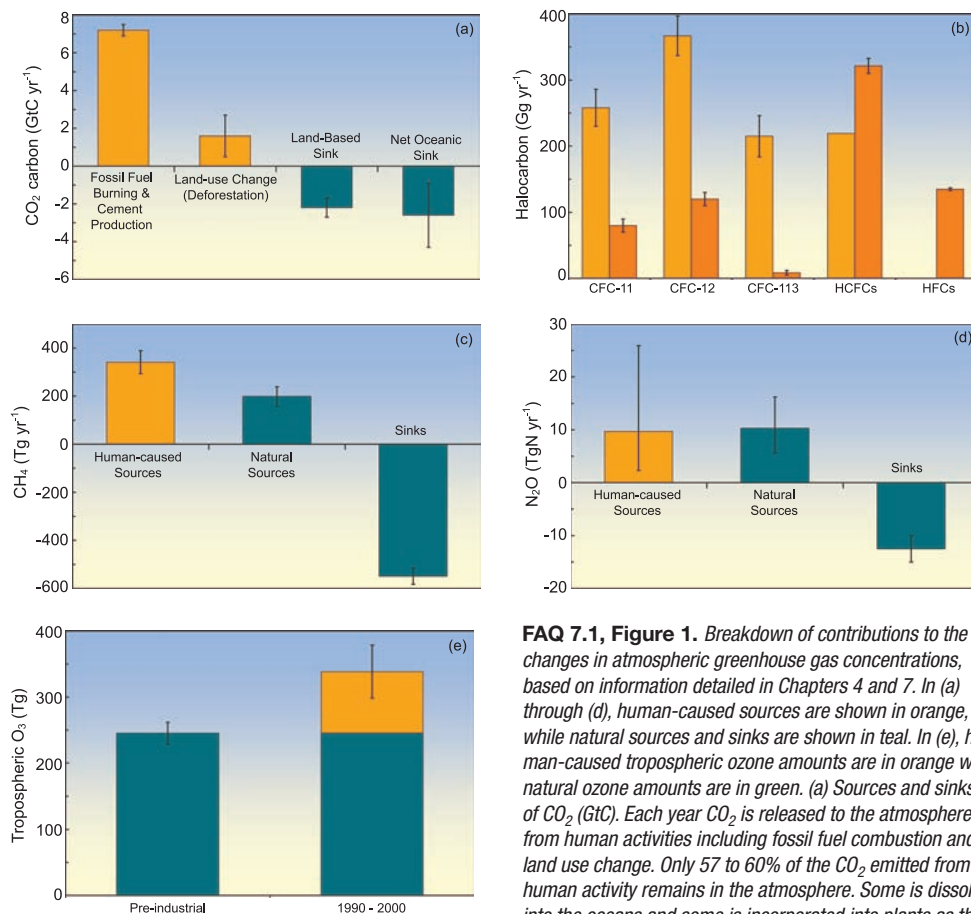 (a)
8
6
4
2
0
-2
-4
-6
CO₂ carbon (GtC yr⁻¹)
Fossil Fuel
Burning &
Cement
Production
Land-use Change
(Deforestation)
Land-Based
Sink
Net Oceanic
Sink
(b)
400
300
200
100
0
Halocarbon (Gg yr⁻¹)
CFC-11
CFC-12
CFC-113
HCFCs
HFCs
(c)
400
200
0
-200
-400
-600
CH₄ (Tg yr⁻¹)
Human-caused
Sources
Natural
Sources
Sinks
(d)
30
20
10
0
-10
-20
N₂O (TgN yr⁻¹)
Human-caused
Sources
Natural
Sources
Sinks
(e)
400
300
200
100
0
Tropospheric O₃ (Tg)
Pre-industrial
1990 - 2000
FAQ 7.1, Figure 1. Breakdown of contributions to the
changes in atmospheric greenhouse gas concentrations,
based on information detailed in Chapters 4 and 7. In (a)
through (d), human-caused sources are shown in orange,
while natural sources and sinks are shown in teal. In (e),
man-caused tropospheric ozone amounts are in orange
natural ozone amounts are in green. (a) Sources and sinks
of CO₂ (GtC). Each year CO₂ is released to the atmosphere
from human activities including fossil fuel combustion and
land use change. Only 57 to 60% of the CO₂ emitted from
human activity remains in the atmosphere. Some is
into the oceans and some is incorporated into plants as